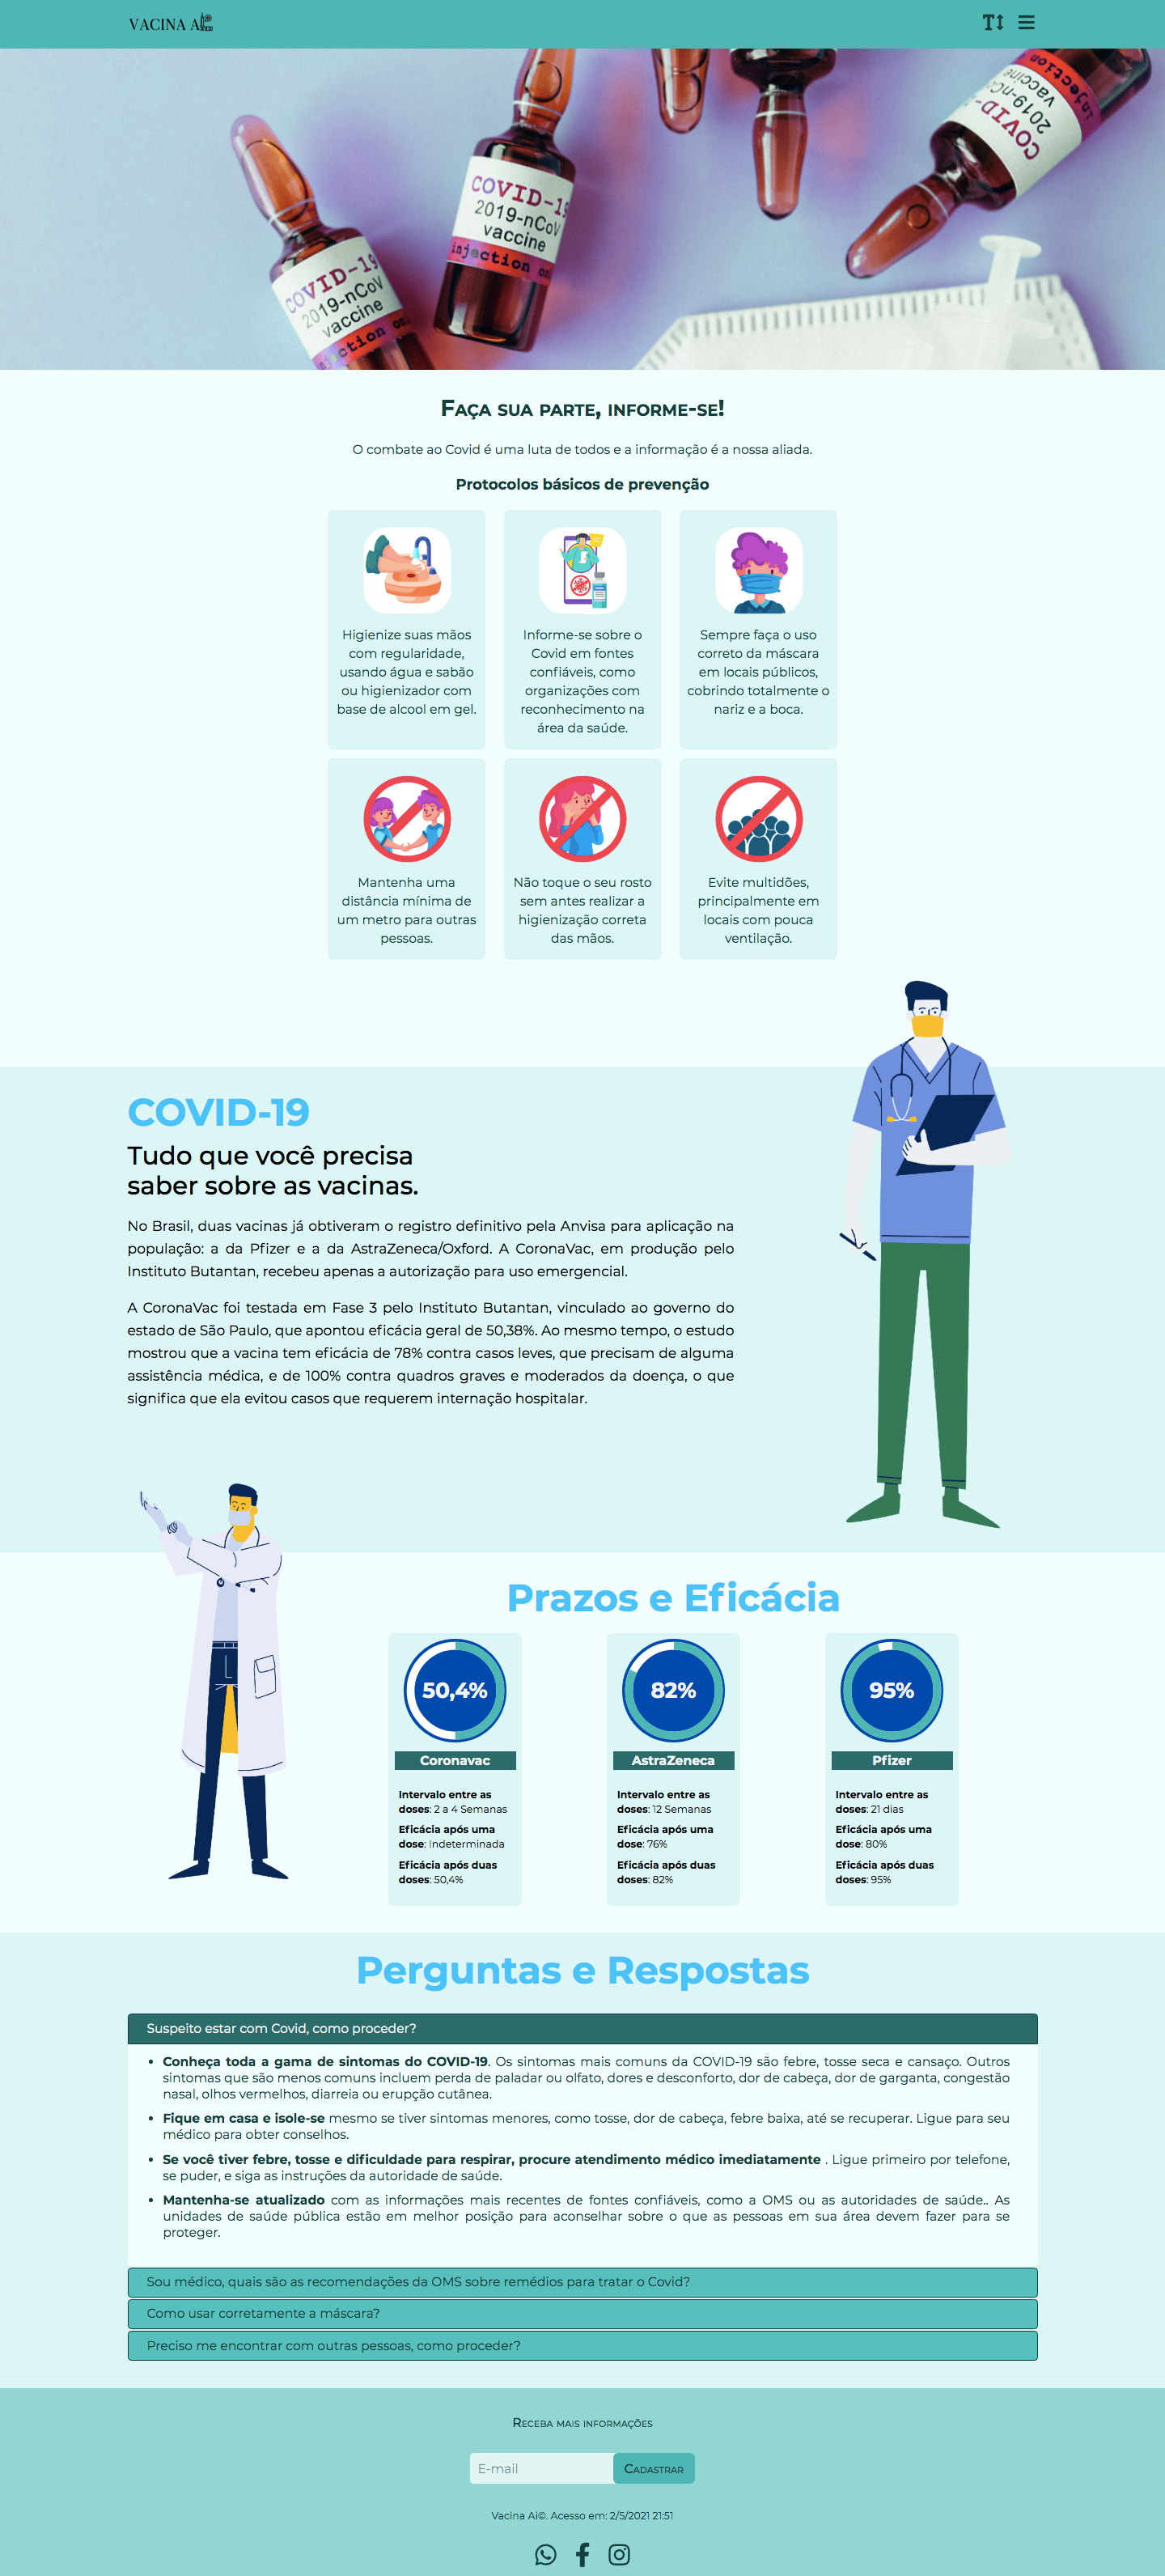 VACINA A
COVID-19
2019-nCoV
vaccine
injection on
COVID-19
2019-nCoV
vaccine
injection
COVID-19
2019-nCoV
vaccine
injection
Faça sua parte, informe-se!
O combate ao Covid é uma luta de todos e a informação é a nossa aliada.
Protocolos básicos de prevenção
Higienize suas mãos
com regularidade,
usando água e sabão
ou higienizador com
base de alcool em gel.
Informe-se sobre o
Covid em fontes
confiáveis, como
organizações com
reconhecimento na
área da saúde.
Sempre faça o uso
correto da máscara
em locais públicos,
cobrindo totalmente o
nariz e a boca.
Mantenha uma
distância mínima de
um metro para outras
pessoas.
Não toque o seu rosto
sem antes realizar a
higienização correta
das mãos.
Evite multidões,
principalmente em
locais com pouca
ventilação.
COVID-19
Tudo que você precisa
saber sobre as vacinas.
No Brasil, duas vacinas já obtiveram o registro definitivo pela Anvisa para aplicação na
população: a da Pfizer e a da AstraZeneca/Oxford. A CoronaVac, em produção pelo
Instituto Butantan, recebeu apenas a autorização para uso emergencial.
A CoronaVac foi testada em Fase 3 pelo Instituto Butantan, vinculado ao governo do
estado de São Paulo, que apontou eficácia geral de 50,38%. Ao mesmo tempo, o estudo
mostrou que a vacina tem eficácia de 78% contra casos leves, que precisam de alguma
assistência médica, e de 100% contra quadros graves e moderados da doença, o que
significa que ela evitou casos que requerem internação hospitalar.
Prazos e Eficácia
50,4%
Coronavac
Intervalo entre as
doses: 2 a 4 Semanas
Eficácia após uma
dose: Indeterminada
Eficácia após duas
doses: 50,4%
82%
AstraZeneca
Intervalo entre as
doses: 12 Semanas
Eficácia após uma
dose: 76%
Eficácia após duas
doses: 82%
95%
Pfizer
Intervalo entre as
doses: 21 dias
Eficácia após uma
dose: 80%
Eficácia após duas
doses: 95%
Perguntas e Respostas
Suspeito estar com Covid, como proceder?
• Conheça toda a gama de sintomas do COVID-19. Os sintomas mais comuns da COVID-19 são febre, tosse seca e cansaço. Outros
sintomas que são menos comuns incluem perda de paladar ou olfato, dores e desconforto, dor de cabeça, dor de garganta, congestão
nasal, olhos vermelhos, diarreia ou erupção cutânea.
• Fique em casa e isole-se mesmo se tiver sintomas menores, como tosse, dor de cabeça, febre baixa, até se recuperar. Ligue para seu
médico para obter conselhos.
• Se você tiver febre, tosse e dificuldade para respirar, procure atendimento médico imediatamente . Ligue primeiro por telefone,
se puder, e siga as instruções da autoridade de saúde.
• Mantenha-se atualizado com as informações mais recentes de fontes confiáveis, como a OMS ou as autoridades de saúde.. As
unidades de saúde pública estão em melhor posição para aconselhar sobre o que as pessoas em sua área devem fazer para se
proteger.
Sou médico, quais são as recomendações da OMS sobre remédios para tratar o Covid?
Como usar corretamente a máscara?
Preciso me encontrar com outras pessoas, como proceder?
Receba mais informações
E-mail
Cadastrar
Vacina Ai©. Acesso em: 2/5/2021 21:51